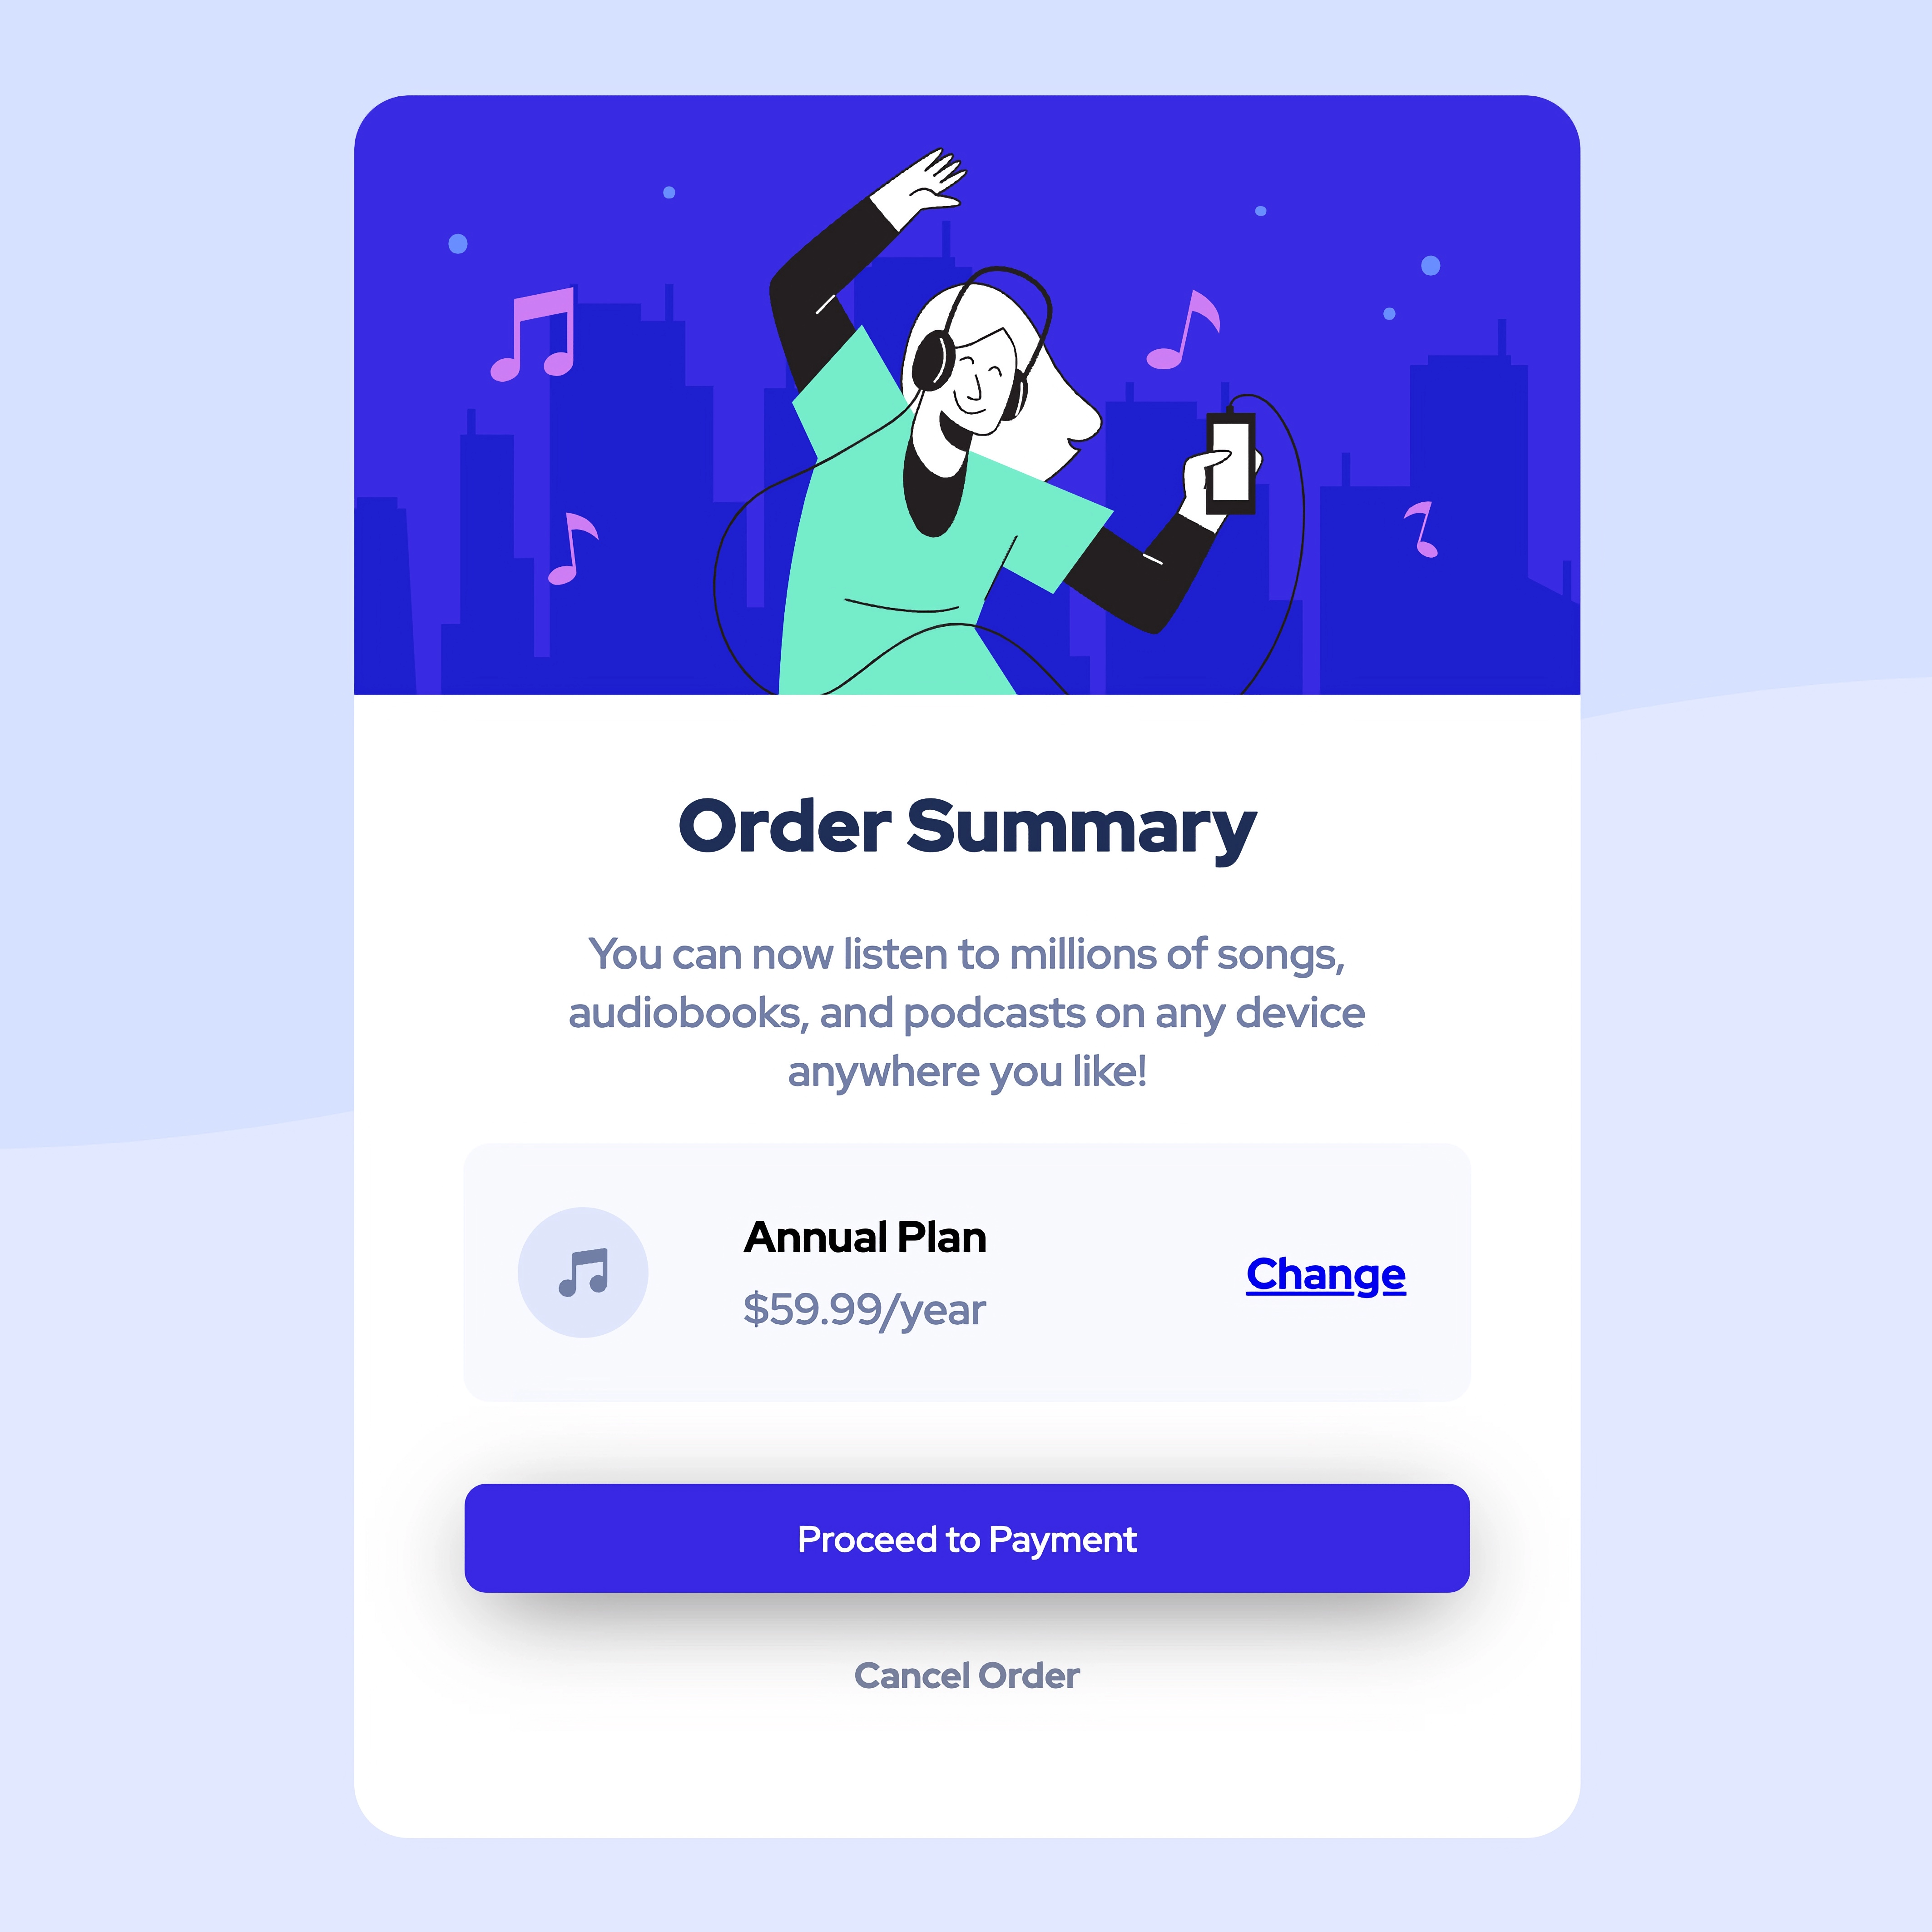 Order Summary
You can now listen to millions of songs,
audiobooks, and podcasts on any device
anywhere you like!
Annual Plan
$59.99/year
Change
Proceed to Payment
Cancel Order